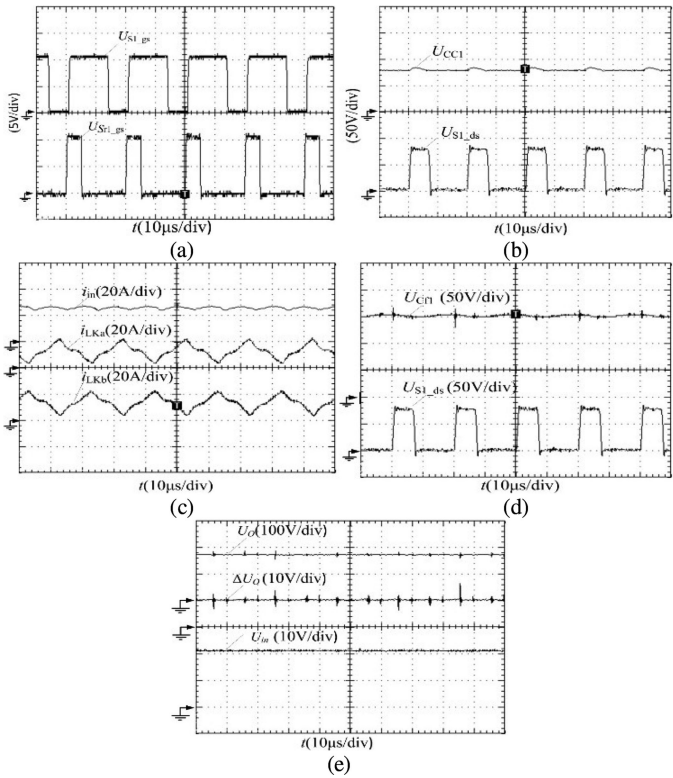 U_S1_gs
U_CC1
(5V/div)
(50V/div)
U_Sr1_gs
U_S1_ds
T
T
t(10μs/div)
t(10μs/div)
(a)
(b)
i_in(20A/div)
U_Cf1 (50V/div)
T
i_LKa(20A/div)
i_LKb(20A/div)
U_S1_ds (50V/div)
T
t(10μs/div)
t(10μs/div)
(c)
(d)
U_O(100V/div)
ΔU_O (10V/div)
U_in (10V/div)
t(10μs/div)
(e)